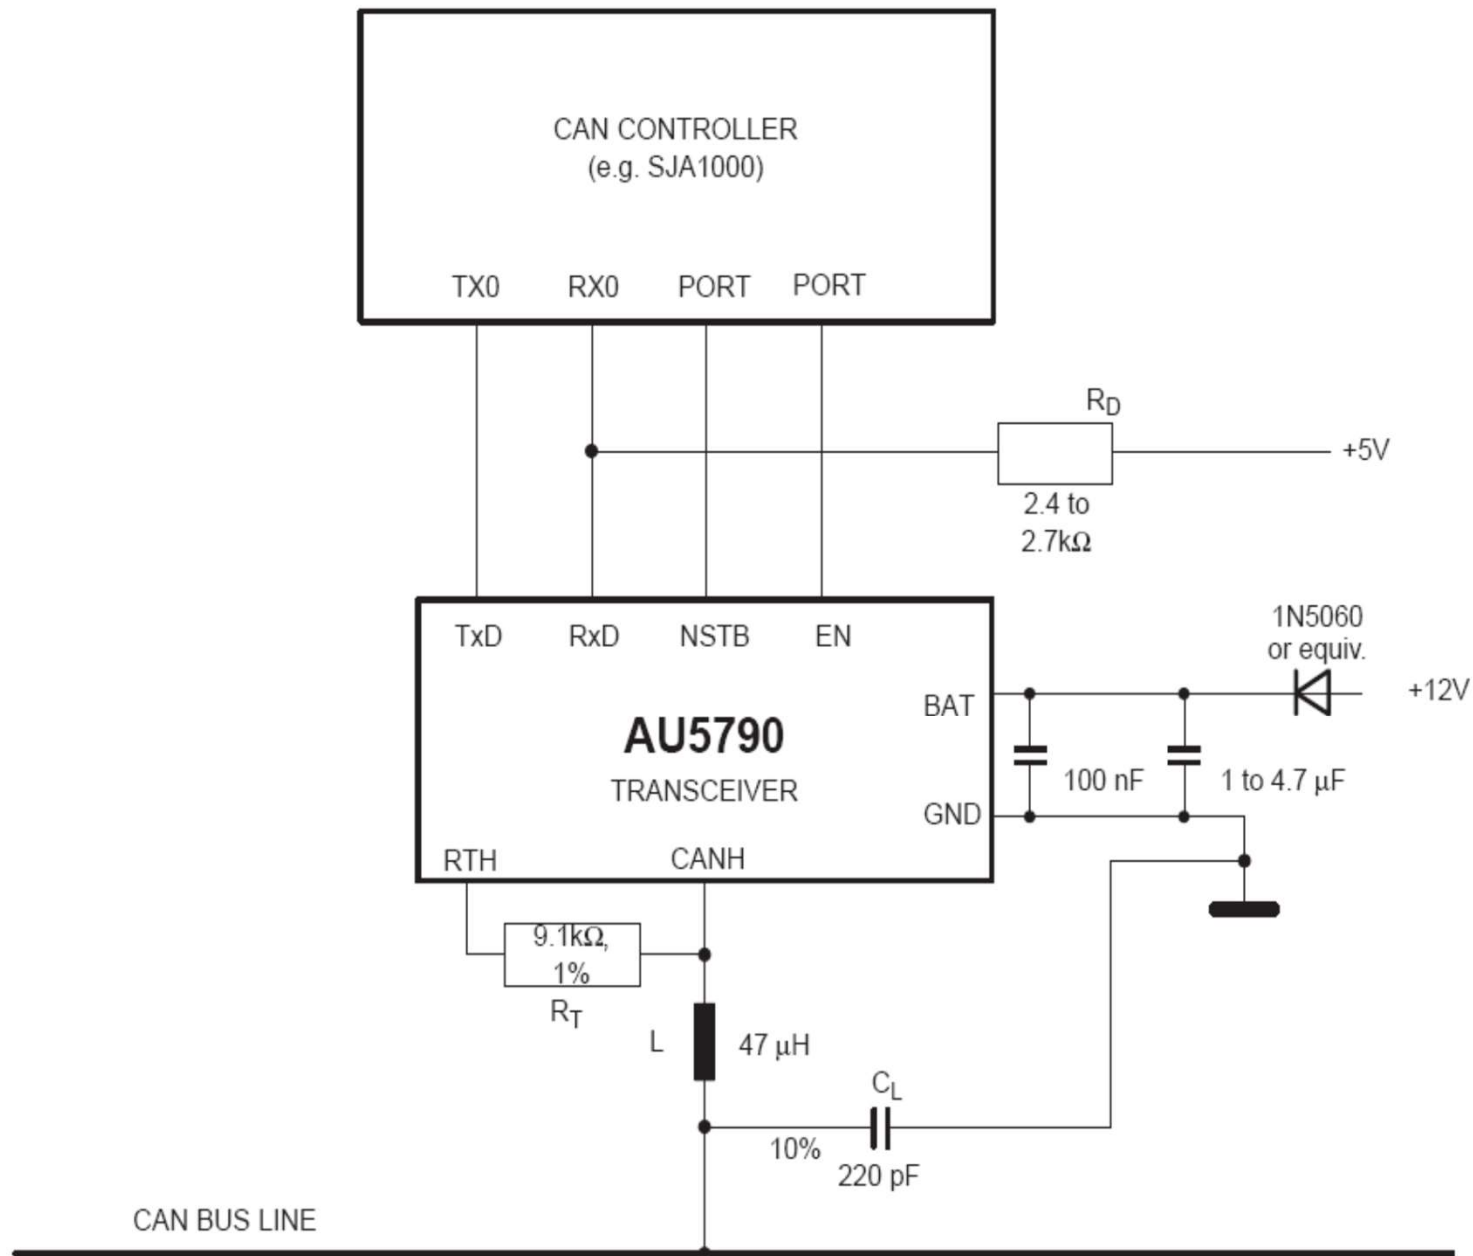 CAN CONTROLLER
(e.g. SJA1000)
TX0 RX0 PORT PORT
RD
+5V
2.4 to
2.7kΩ
1N5060
or equiv.
+12V
TxD RxD NSTB EN
BAT
AU5790
TRANSCEIVER
100 nF
1 to 4.7 μF
GND
RTH CANH
9.1kΩ,
1%
RT
L
47 μH
CL
10%
220 pF
CAN BUS LINE